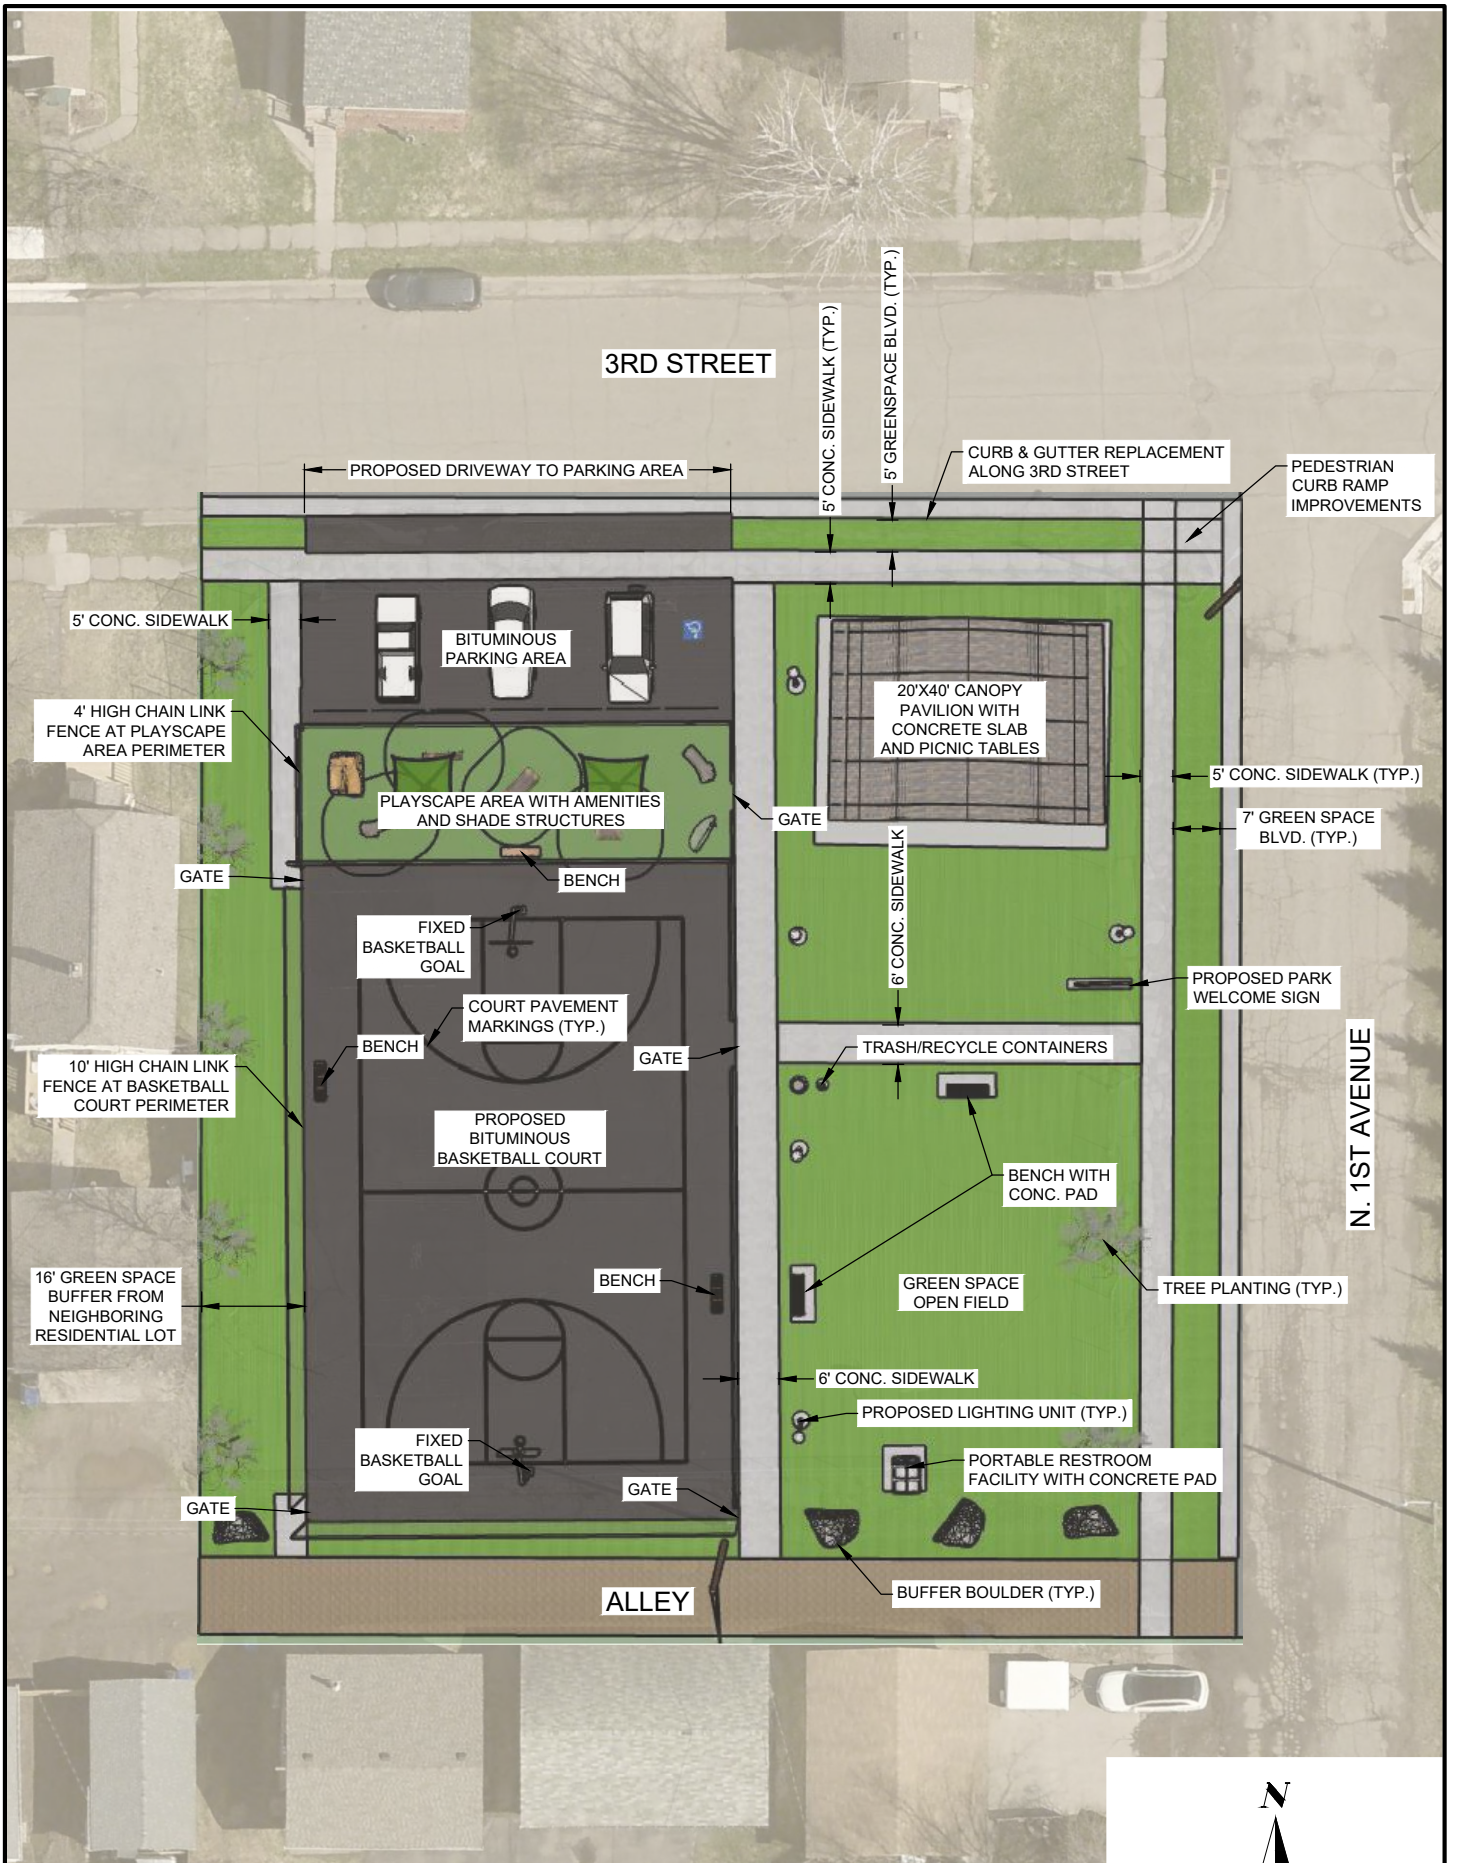 5' CONC. SIDEWALK (TYP.)
5' GREENSPACE BLVD. (TYP.)
3RD STREET
PROPOSED DRIVEWAY TO PARKING AREA
CURB & GUTTER REPLACEMENT
ALONG 3RD STREET
PEDESTRIAN
CURB RAMP
IMPROVEMENTS
5' CONC. SIDEWALK
BITUMINOUS
PARKING AREA
4' HIGH CHAIN LINK
FENCE AT PLAYSCAPE
AREA PERIMETER
20'X40' CANOPY
PAVILION WITH
CONCRETE SLAB
AND PICNIC TABLES
5' CONC. SIDEWALK (TYP.)
PLAYSCAPE AREA WITH AMENITIES
AND SHADE STRUCTURES
GATE
7' GREEN SPACE
BLVD. (TYP.)
GATE
BENCH
6' CONC. SIDEWALK
FIXED
BASKETBALL
GOAL
PROPOSED PARK
WELCOME SIGN
COURT PAVEMENT
MARKINGS (TYP.)
BENCH
GATE
TRASH/RECYCLE CONTAINERS
10' HIGH CHAIN LINK
FENCE AT BASKETBALL
COURT PERIMETER
PROPOSED
BITUMINOUS
BASKETBALL COURT
N. 1ST AVENUE
BENCH WITH
CONC. PAD
16' GREEN SPACE
BUFFER FROM
NEIGHBORING
RESIDENTIAL LOT
BENCH
GREEN SPACE
OPEN FIELD
TREE PLANTING (TYP.)
6' CONC. SIDEWALK
PROPOSED LIGHTING UNIT (TYP.)
FIXED
BASKETBALL
GOAL
PORTABLE RESTROOM
FACILITY WITH CONCRETE PAD
GATE
GATE
BUFFER BOULDER (TYP.)
ALLEY
N